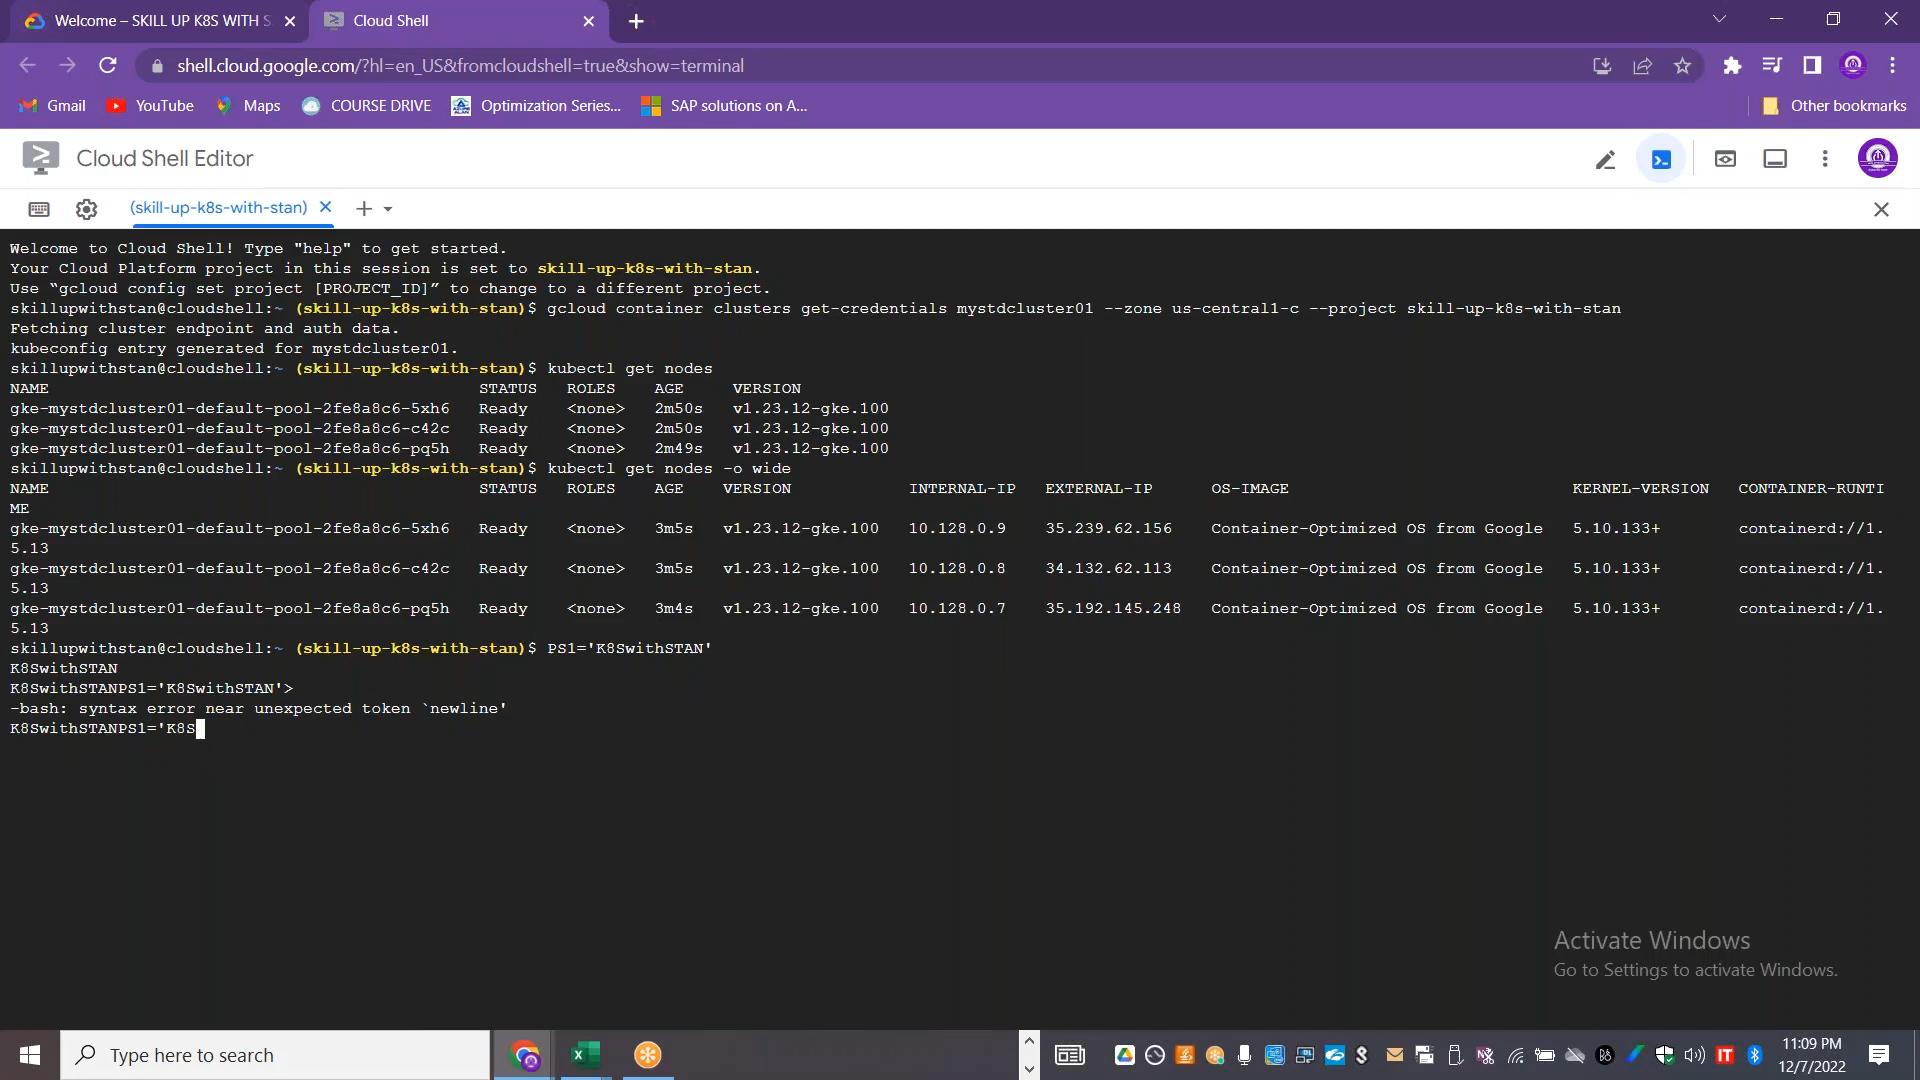 Welcome – SKILL UP K8S WITH S
Cloud Shell
shell.cloud.google.com/?hl=en_US&fromcloudshell=true&show=terminal
Gmail YouTube Maps COURSE DRIVE Optimization Series... SAP solutions on A... Other bookmarks
Cloud Shell Editor
(skill-up-k8s-with-stan)
Welcome to Cloud Shell! Type "help" to get started.
Your Cloud Platform project in this session is set to skill-up-k8s-with-stan.
Use “gcloud config set project [PROJECT_ID]” to change to a different project.
skillupwithstan@cloudshell:~ (skill-up-k8s-with-stan)$ gcloud container clusters get-credentials mystdcluster01 --zone us-central1-c --project skill-up-k8s-with-stan
Fetching cluster endpoint and auth data.
kubeconfig entry generated for mystdcluster01.
skillupwithstan@cloudshell:~ (skill-up-k8s-with-stan)$ kubectl get nodes
NAME STATUS ROLES AGE VERSION
gke-mystdcluster01-default-pool-2fe8a8c6-5xh6 Ready <none> 2m50s v1.23.12-gke.100
gke-mystdcluster01-default-pool-2fe8a8c6-c42c Ready <none> 2m50s v1.23.12-gke.100
gke-mystdcluster01-default-pool-2fe8a8c6-pq5h Ready <none> 2m49s v1.23.12-gke.100
skillupwithstan@cloudshell:~ (skill-up-k8s-with-stan)$ kubectl get nodes -o wide
NAME STATUS ROLES AGE VERSION INTERNAL-IP EXTERNAL-IP OS-IMAGE KERNEL-VERSION CONTAINER-RUNTI
ME
gke-mystdcluster01-default-pool-2fe8a8c6-5xh6 Ready <none> 3m5s v1.23.12-gke.100 10.128.0.9 35.239.62.156 Container-Optimized OS from Google 5.10.133+ containerd://1.
5.13
gke-mystdcluster01-default-pool-2fe8a8c6-c42c Ready <none> 3m5s v1.23.12-gke.100 10.128.0.8 34.132.62.113 Container-Optimized OS from Google 5.10.133+ containerd://1.
5.13
gke-mystdcluster01-default-pool-2fe8a8c6-pq5h Ready <none> 3m4s v1.23.12-gke.100 10.128.0.7 35.192.145.248 Container-Optimized OS from Google 5.10.133+ containerd://1.
5.13
skillupwithstan@cloudshell:~ (skill-up-k8s-with-stan)$ PS1='K8SwithSTAN'
K8SwithSTAN
K8SwithSTANPS1='K8SwithSTAN'>
-bash: syntax error near unexpected token `newline'
K8SwithSTANPS1='K8S
Activate Windows
Go to Settings to activate Windows.
Type here to search
11:09 PM
12/7/2022